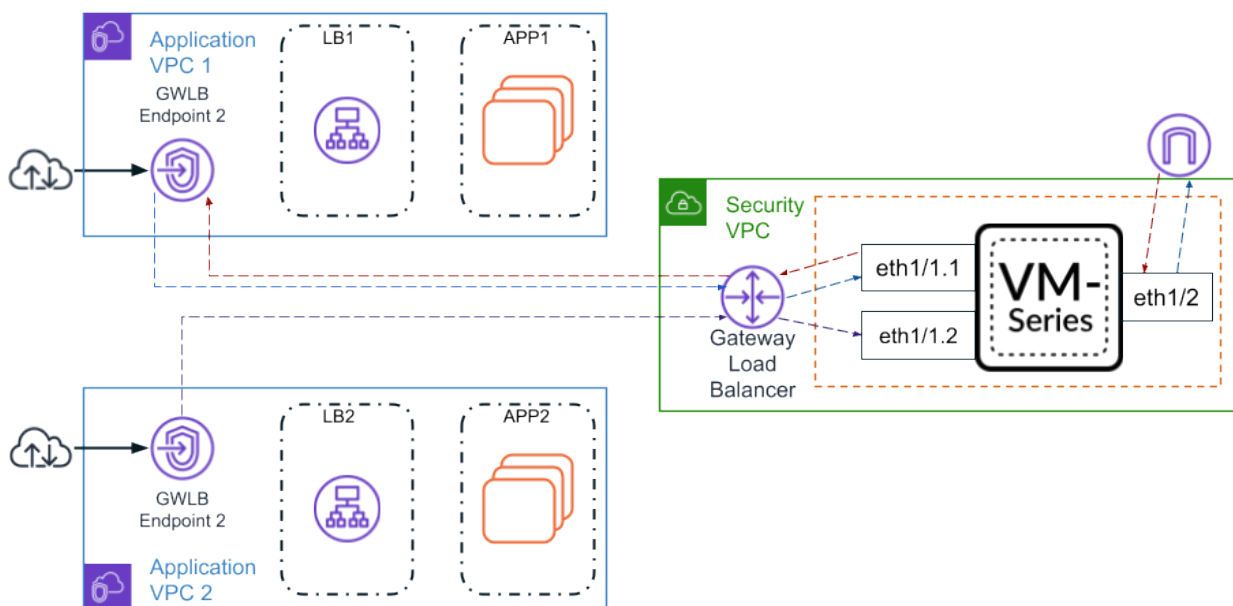 Application
VPC 1
GWLB
Endpoint 2
LB1
APP1
Security
VPC
eth1/1.1
eth1/1.2
VM-
Series
eth1/2
Gateway
Load
Balancer
LB2
APP2
GWLB
Endpoint 2
Application
VPC 2